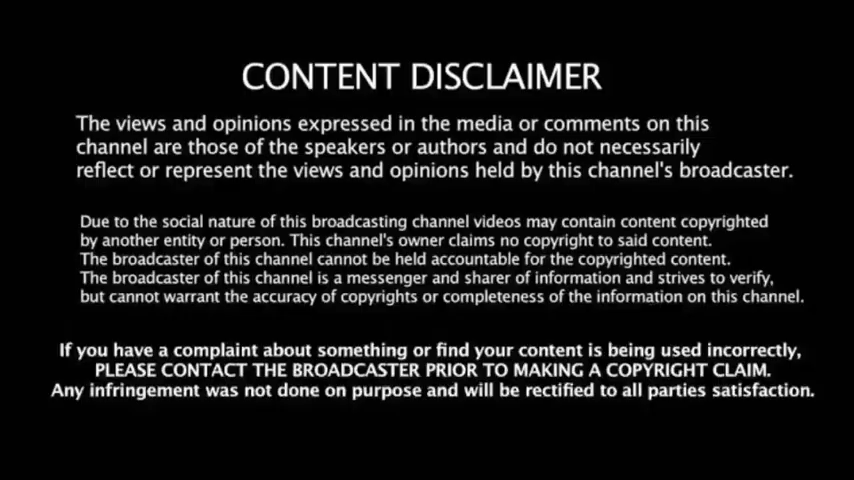 CONTENT DISCLAIMER
The views and opinions expressed in the media or comments on this
channel are those of the speakers or authors and do not necessarily
reflect or represent the views and opinions held by this channel's broadcaster.
Due to the social nature of this broadcasting channel videos may contain content copyrighted
by another entity or person. This channel's owner claims no copyright to said content.
The broadcaster of this channel cannot be held accountable for the copyrighted content.
The broadcaster of this channel is a messenger and sharer of information and strives to verify,
but cannot warrant the accuracy of copyrights or completeness of the information on this channel.
If you have a complaint about something or find your content is being used incorrectly,
PLEASE CONTACT THE BROADCASTER PRIOR TO MAKING A COPYRIGHT CLAIM.
Any infringement was not done on purpose and will be rectified to all parties satisfaction.